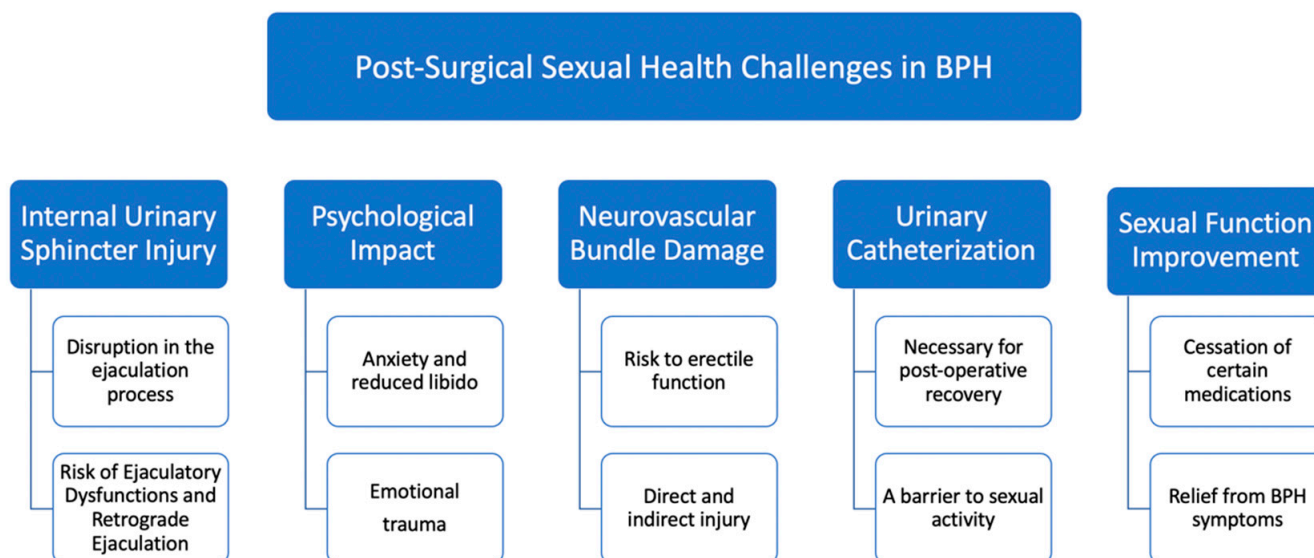 Post-Surgical Sexual Health Challenges in BPH
Internal Urinary
Sphincter Injury
Disruption in the
ejaculation
process
Risk of Ejaculatory
Dysfunctions and
Retrograde
Ejaculation
Psychological
Impact
Anxiety and
reduced libido
Emotional
trauma
Neurovascular
Bundle Damage
Risk to erectile
function
Direct and
indirect injury
Urinary
Catheterization
Necessary for
post-operative
recovery
A barrier to sexual
activity
Sexual Function
Improvement
Cessation of
certain
medications
Relief from BPH
symptoms